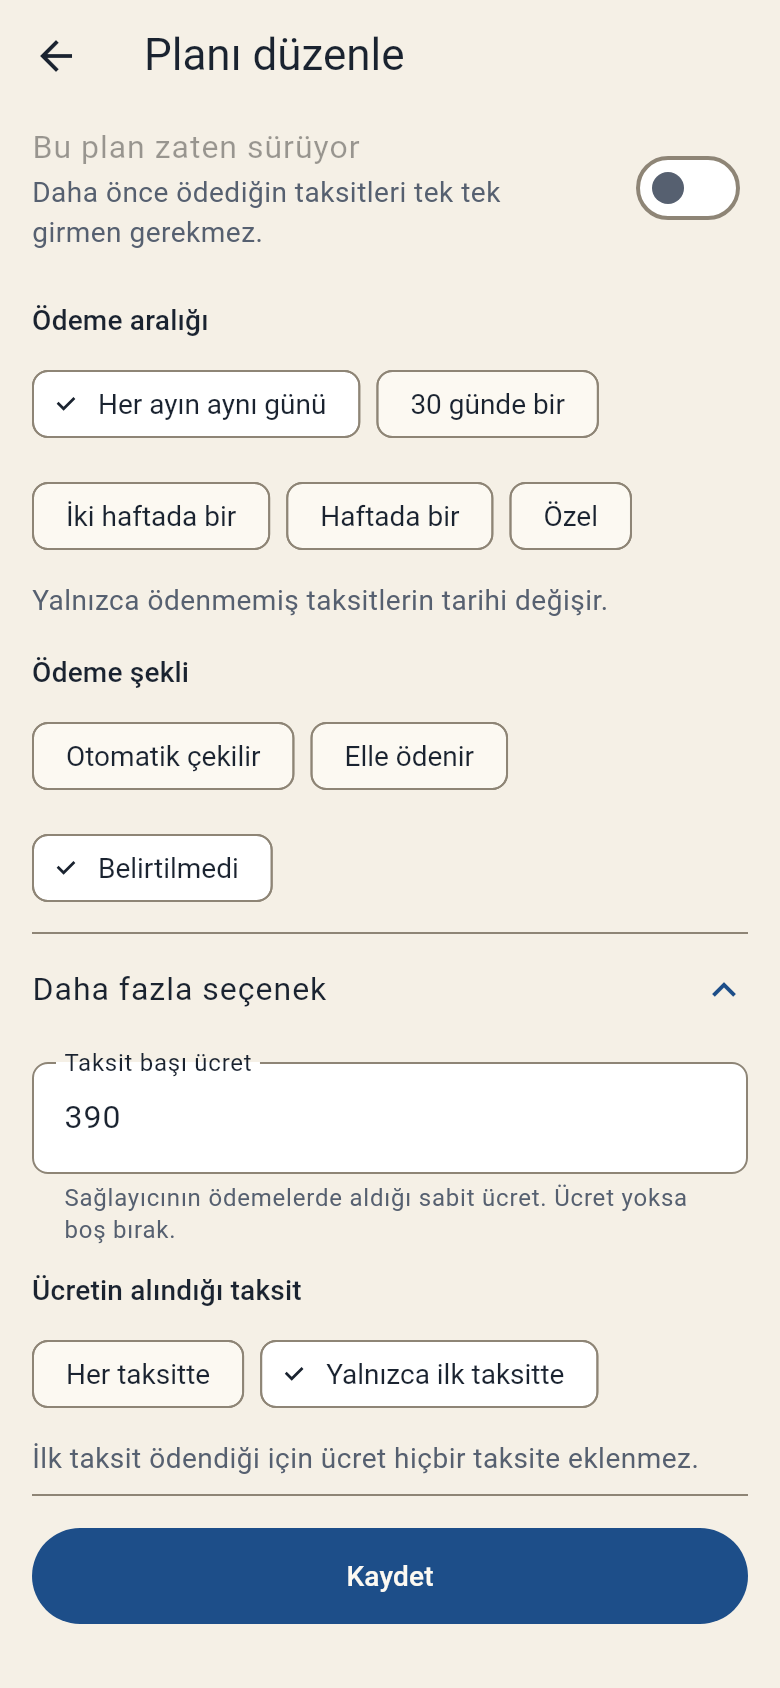 Planı düzenle
Bu plan zaten sürüyor
Daha önce ödediğin taksitleri tek tek
girmen gerekmez.
Ödeme aralığı
Her ayın aynı günü
30 günde bir
İki haftada bir
Haftada bir
Özel
Yalnızca ödenmemiş taksitlerin tarihi değişir.
Ödeme şekli
Otomatik çekilir
Elle ödenir
Belirtilmedi
Daha fazla seçenek
Taksit başı ücret
390
Sağlayıcının ödemelerde aldığı sabit ücret. Ücret yoksa
boş bırak.
Ücretin alındığı taksit
Her taksitte
Yalnızca ilk taksitte
İlk taksit ödendiği için ücret hiçbir taksite eklenmez.
Kaydet